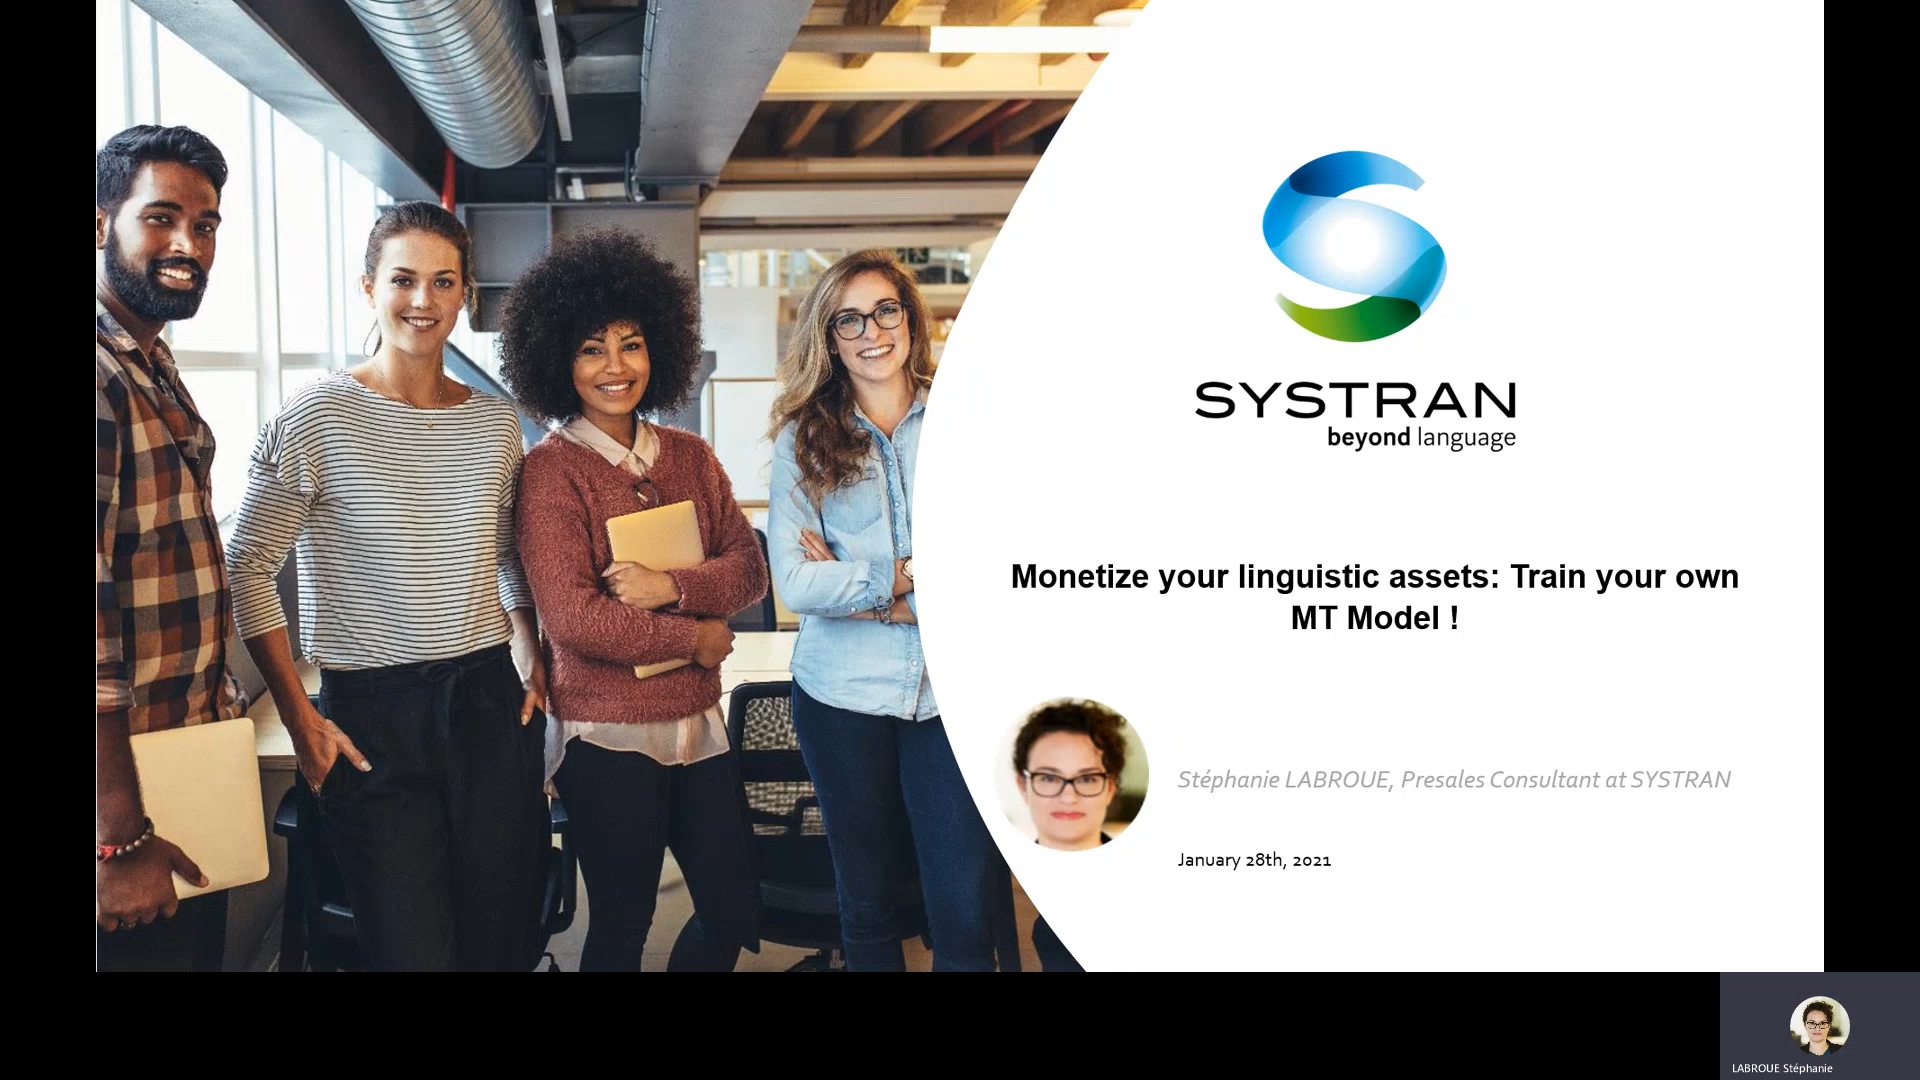 SYSTRAN
beyond language
Monetize your linguistic assets: Train your own
MT Model !
Stéphanie LABROUE, Presales Consultant at SYSTRAN
January 28th, 2021
LABROUE Stéphanie